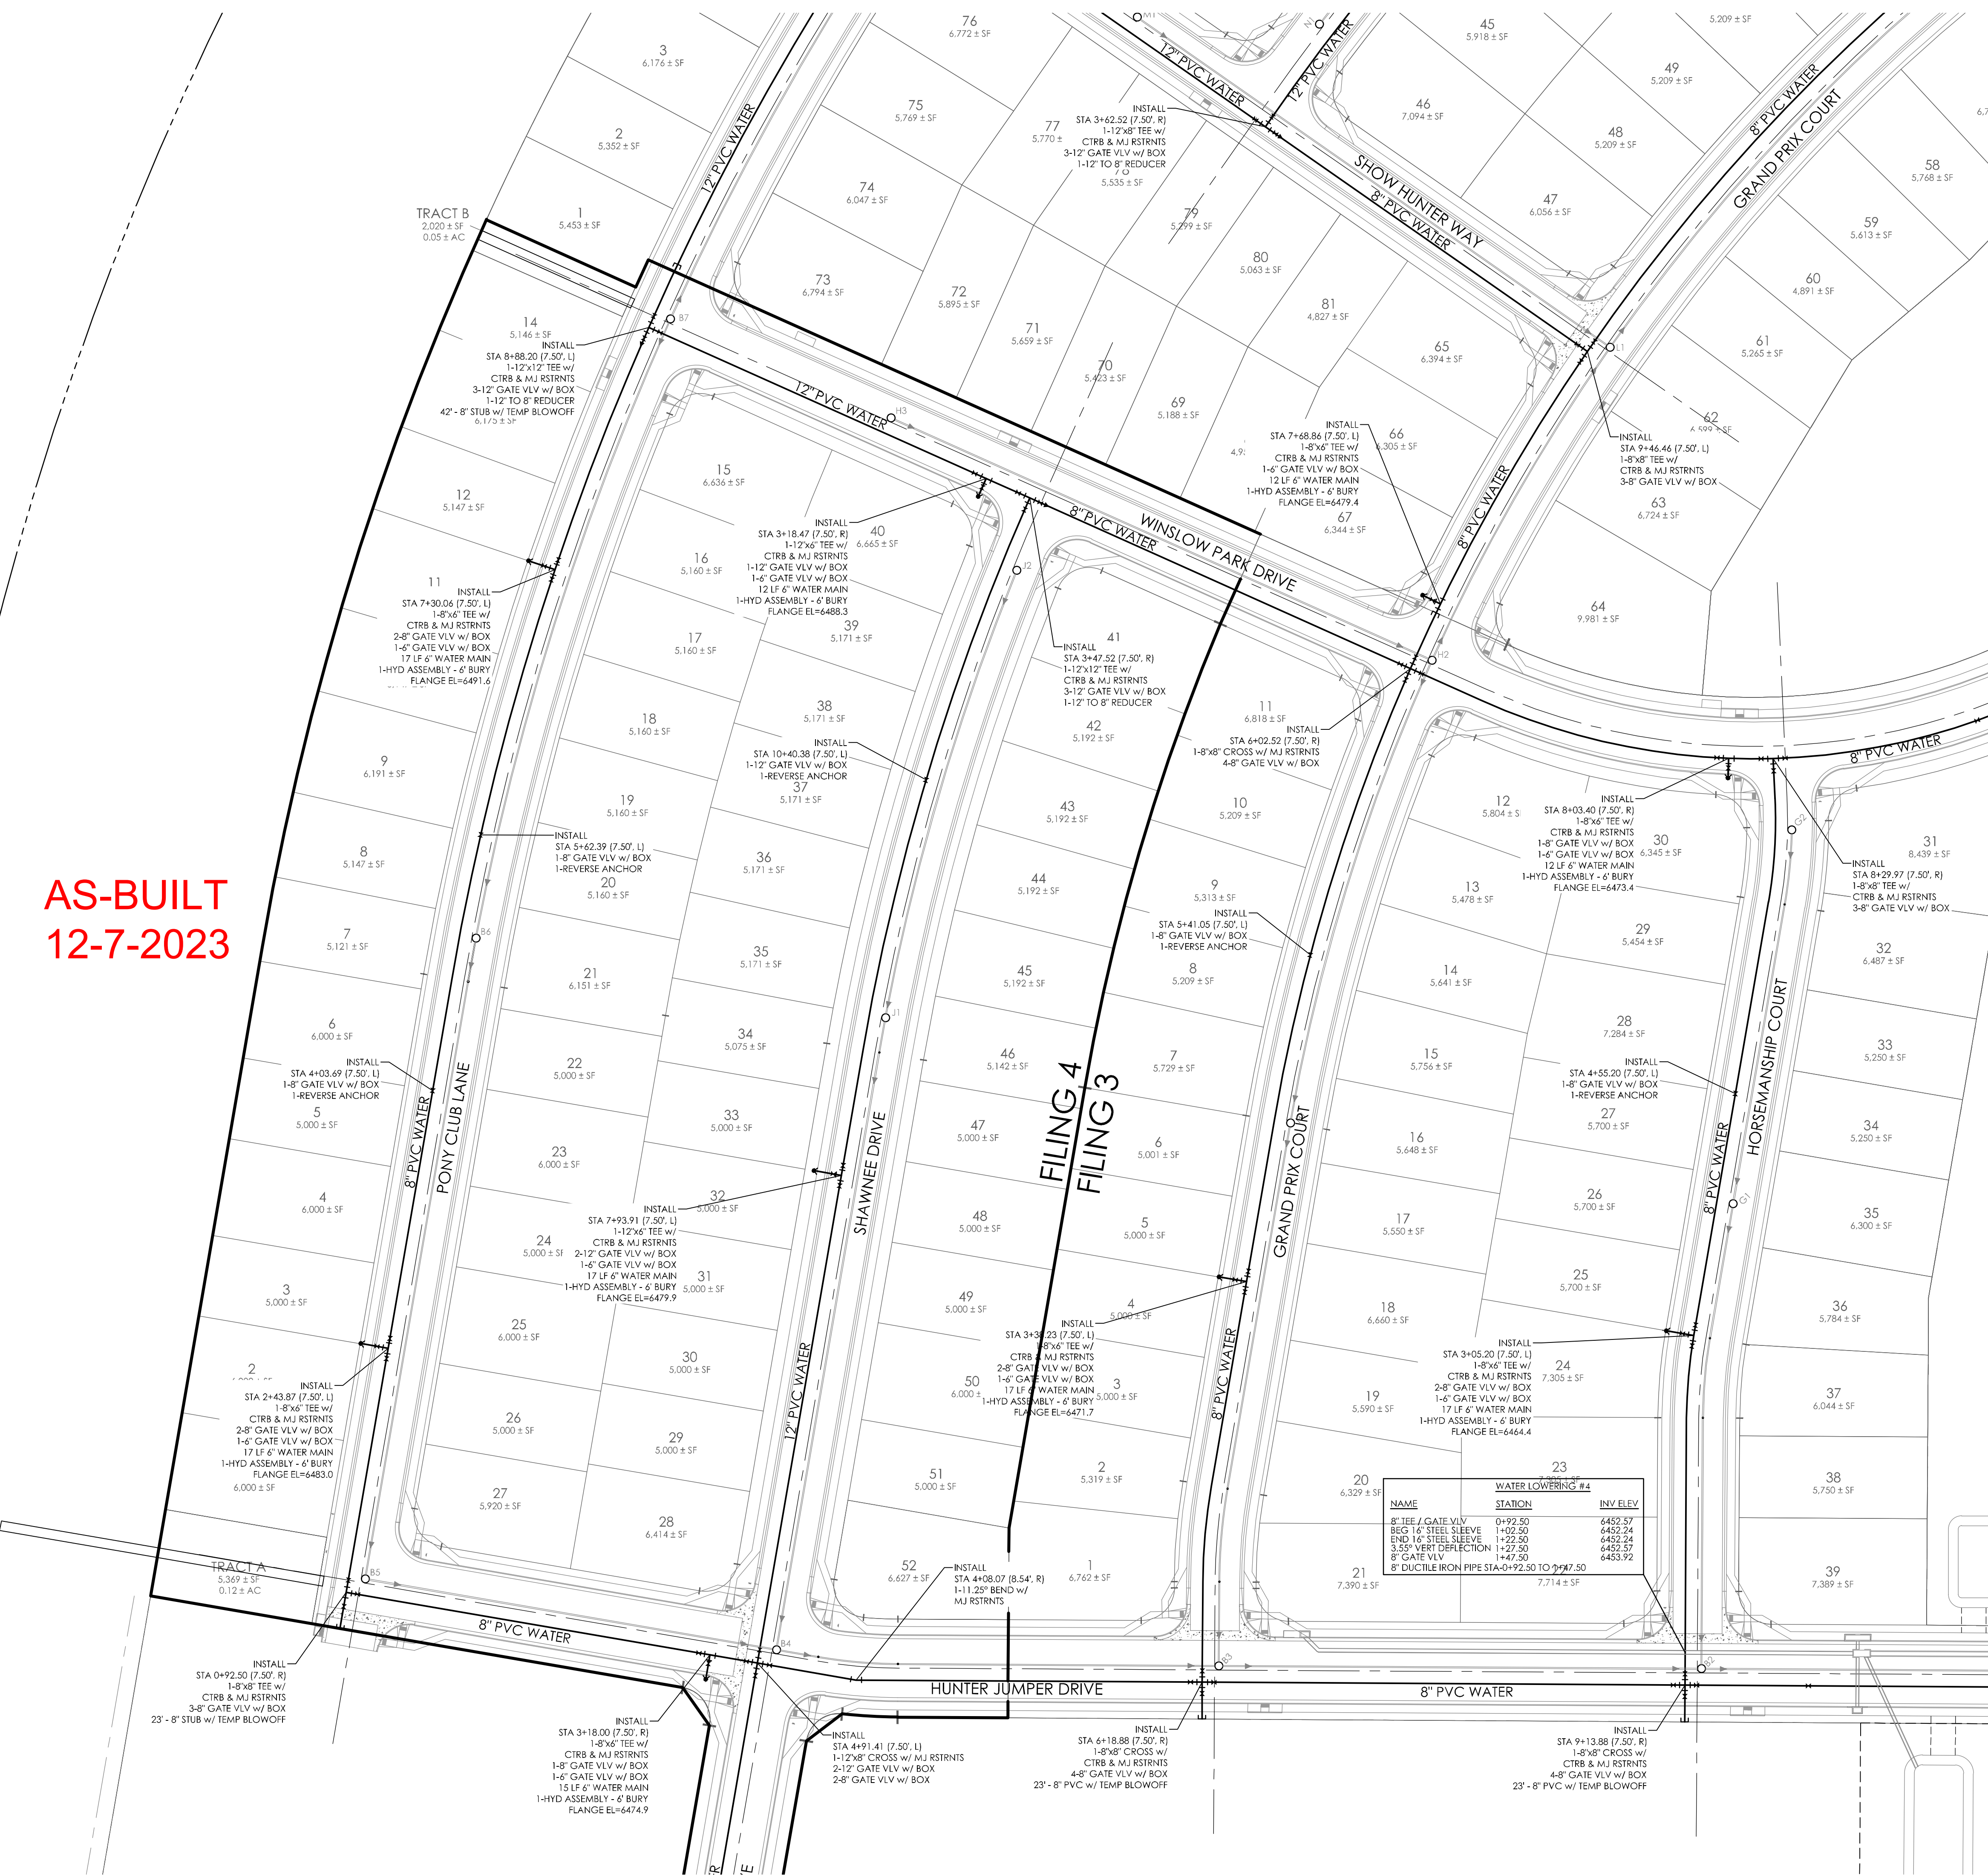 76
6,772 ± SF
45
5,918 ± SF
5,209 ± SF
M1
N1
3
6,176 ± SF
12" PVC WATER
12" PVC WATER
49
5,209 ± SF
8" PVC WATER
2
5,352 ± SF
12" PVC WATER
75
5,769 ± SF
77
5,770 ±
INSTALL
STA 3+62.52 (7.50', R)
1-12"x8" TEE w/
CTRB & MJ RSTRNTS
3-12" GATE VLV w/ BOX
1-12" TO 8" REDUCER
5,535 ± SF
46
7,094 ± SF
48
5,209 ± SF
GRAND PRIX COURT
58
5,768 ± SF
74
6,047 ± SF
SHOW HUNTER WAY
8" PVC WATER
47
6,056 ± SF
59
5,613 ± SF
TRACT B
2,020 ± SF
0.05 ± AC
1
5,453 ± SF
79
5,299 ± SF
80
5,063 ± SF
60
4,891 ± SF
73
6,794 ± SF
72
5,895 ± SF
81
4,827 ± SF
B7
71
5,659 ± SF
65
6,394 ± SF
L1
61
5,265 ± SF
14
5,146 ± SF
INSTALL
STA 8+88.20 (7.50', L)
1-12"x12" TEE w/
CTRB & MJ RSTRNTS
3-12" GATE VLV w/ BOX
1-12" TO 8" REDUCER
42' - 8" STUB w/ TEMP BLOWOFF
6,175 ± SF
70
5,423 ± SF
12" PVC WATER
H3
69
5,188 ± SF
62
6,599 ± SF
INSTALL
STA 7+68.86 (7.50', L)
1-8"x6" TEE w/
CTRB & MJ RSTRNTS
1-6" GATE VLV w/ BOX
12 LF 6" WATER MAIN
1-HYD ASSEMBLY - 6' BURY
FLANGE EL=6479.4
66
6,305 ± SF
INSTALL
STA 9+46.46 (7.50', L)
1-8"x8" TEE w/
CTRB & MJ RSTRNTS
3-8" GATE VLV w/ BOX
12
5,147 ± SF
15
6,636 ± SF
63
6,724 ± SF
67
6,344 ± SF
8" PVC WATER
INSTALL
STA 3+18.47 (7.50', R)
1-12"x6" TEE w/
CTRB & MJ RSTRNTS
1-12" GATE VLV w/ BOX
1-6" GATE VLV w/ BOX
12 LF 6" WATER MAIN
1-HYD ASSEMBLY - 6' BURY
FLANGE EL=6488.3
40
6,665 ± SF
8" PVC WATER
WINSLOW PARK DRIVE
16
5,160 ± SF
J2
11
INSTALL
STA 7+30.06 (7.50', L)
1-8"x6" TEE w/
CTRB & MJ RSTRNTS
2-8" GATE VLV w/ BOX
1-6" GATE VLV w/ BOX
17 LF 6" WATER MAIN
1-HYD ASSEMBLY - 6' BURY
FLANGE EL=6491.6
64
9,981 ± SF
17
5,160 ± SF
39
5,171 ± SF
41
INSTALL
STA 3+47.52 (7.50', R)
1-12"x12" TEE w/
CTRB & MJ RSTRNTS
3-12" GATE VLV w/ BOX
1-12" TO 8" REDUCER
H2
18
5,160 ± SF
38
5,171 ± SF
42
5,192 ± SF
11
6,818 ± SF
INSTALL
STA 6+02.52 (7.50', R)
1-8"x8" CROSS w/ MJ RSTRNTS
4-8" GATE VLV w/ BOX
INSTALL
STA 10+40.38 (7.50', L)
1-12" GATE VLV w/ BOX
1-REVERSE ANCHOR
37
5,171 ± SF
8" PVC WATER
9
6,191 ± SF
19
5,160 ± SF
43
5,192 ± SF
10
5,209 ± SF
12
5,804 ± S
INSTALL
STA 8+03.40 (7.50', R)
1-8"x6" TEE w/
CTRB & MJ RSTRNTS
1-8" GATE VLV w/ BOX
1-6" GATE VLV w/ BOX
12 LF 6" WATER MAIN
1-HYD ASSEMBLY - 6' BURY
FLANGE EL=6473.4
30
6,345 ± SF
G2
31
8,439 ± SF
INSTALL
STA 8+29.97 (7.50', R)
1-8"x8" TEE w/
CTRB & MJ RSTRNTS
3-8" GATE VLV w/ BOX
8
5,147 ± SF
INSTALL
STA 5+62.39 (7.50', L)
1-8" GATE VLV w/ BOX
1-REVERSE ANCHOR
20
5,160 ± SF
36
5,171 ± SF
44
5,192 ± SF
9
5,313 ± SF
INSTALL
STA 5+41.05 (7.50', L)
1-8" GATE VLV w/ BOX
1-REVERSE ANCHOR
13
5,478 ± SF
AS-BUILT
12-7-2023
7
5,121 ± SF
B6
35
5,171 ± SF
29
5,454 ± SF
32
6,487 ± SF
21
6,151 ± SF
45
5,192 ± SF
8
5,209 ± SF
14
5,641 ± SF
HORSEMANSHIP COURT
6
6,000 ± SF
34
5,075 ± SF
J1
28
7,284 ± SF
33
5,250 ± SF
INSTALL
STA 4+03.69 (7.50', L)
1-8" GATE VLV w/ BOX
1-REVERSE ANCHOR
5
5,000 ± SF
22
5,000 ± SF
46
5,142 ± SF
7
5,729 ± SF
15
5,756 ± SF
INSTALL
STA 4+55.20 (7.50', L)
1-8" GATE VLV w/ BOX
1-REVERSE ANCHOR
27
5,700 ± SF
8" PVC WATER
PONY CLUB LANE
33
5,000 ± SF
SHAWNEE DRIVE
47
5,000 ± SF
FILING 4
FILING 3
GRAND PRIX COURT
16
5,648 ± SF
8" PVC WATER
34
5,250 ± SF
23
6,000 ± SF
6
5,001 ± SF
4
6,000 ± SF
32
5,000 ± SF
26
5,700 ± SF
G1
INSTALL
STA 7+93.91 (7.50', L)
1-12"x6" TEE w/
CTRB & MJ RSTRNTS
2-12" GATE VLV w/ BOX
1-6" GATE VLV w/ BOX
17 LF 6" WATER MAIN
1-HYD ASSEMBLY - 6' BURY
FLANGE EL=6479.9
24
5,000 ± SF
31
5,000 ± SF
48
5,000 ± SF
5
5,000 ± SF
17
5,550 ± SF
35
6,300 ± SF
3
5,000 ± SF
49
5,000 ± SF
4
5,000 ± SF
18
6,660 ± SF
25
5,700 ± SF
36
5,784 ± SF
25
6,000 ± SF
30
5,000 ± SF
12" PVC WATER
INSTALL
CTRB & MJ RSTRNTS
2-8" GATE VLV w/ BOX
1-6" GATE VLV w/ BOX
17 LF 6" WATER MAIN
1-HYD ASSEMBLY - 6' BURY
FLANGE EL=6471.7
50
6,000 ±
3
5,000 ± SF
8" PVC WATER
INSTALL
STA 3+05.20 (7.50', L)
1-8"x6" TEE w/
CTRB & MJ RSTRNTS
2-8" GATE VLV w/ BOX
1-6" GATE VLV w/ BOX
17 LF 6" WATER MAIN
1-HYD ASSEMBLY - 6' BURY
FLANGE EL=6464.4
24
7,305 ± SF
2
INSTALL
STA 2+43.87 (7.50', L)
1-8"x6" TEE w/
CTRB & MJ RSTRNTS
2-8" GATE VLV w/ BOX
1-6" GATE VLV w/ BOX
17 LF 6" WATER MAIN
1-HYD ASSEMBLY - 6' BURY
FLANGE EL=6483.0
6,000 ± SF
26
5,000 ± SF
29
5,000 ± SF
19
5,590 ± SF
37
6,044 ± SF
27
5,920 ± SF
28
6,414 ± SF
51
5,000 ± SF
2
5,319 ± SF
20
6,329 ± SF
23
38
5,750 ± SF
WATER LOWERING #4
NAME STATION INV ELEV
8" TEE / GATE VLV 0+92.50 6452.57
BEG 16" STEEL SLEEVE 1+02.50 6452.24
END 16" STEEL SLEEVE 1+22.50 6452.24
3.55° VERT DEFLECTION 1+27.50 6452.57
8" GATE VLV 1+47.50 6453.92
8" DUCTILE IRON PIPE STA-0+92.50 TO 1+47.50
TRACT A
5,369 ± SF
0.12 ± AC
B5
52
6,627 ± SF
INSTALL
STA 4+08.07 (8.54', R)
1-11.25° BEND w/
MJ RSTRNTS
1
6,762 ± SF
21
7,390 ± SF
7,714 ± SF
39
7,389 ± SF
8" PVC WATER
B4
B3
B2
HUNTER JUMPER DRIVE
8" PVC WATER
INSTALL
STA 0+92.50 (7.50', R)
1-8"x8" TEE w/
CTRB & MJ RSTRNTS
3-8" GATE VLV w/ BOX
23' - 8" STUB w/ TEMP BLOWOFF
INSTALL
STA 3+18.00 (7.50', R)
1-8"x6" TEE w/
CTRB & MJ RSTRNTS
1-8" GATE VLV w/ BOX
1-6" GATE VLV w/ BOX
15 LF 6" WATER MAIN
1-HYD ASSEMBLY - 6' BURY
FLANGE EL=6474.9
INSTALL
STA 4+91.41 (7.50', L)
1-12"x8" CROSS w/ MJ RSTRNTS
2-12" GATE VLV w/ BOX
2-8" GATE VLV w/ BOX
INSTALL
STA 6+18.88 (7.50', R)
1-8"x8" CROSS w/
CTRB & MJ RSTRNTS
4-8" GATE VLV w/ BOX
23' - 8" PVC w/ TEMP BLOWOFF
INSTALL
STA 9+13.88 (7.50', R)
1-8"x8" CROSS w/
CTRB & MJ RSTRNTS
4-8" GATE VLV w/ BOX
23' - 8" PVC w/ TEMP BLOWOFF